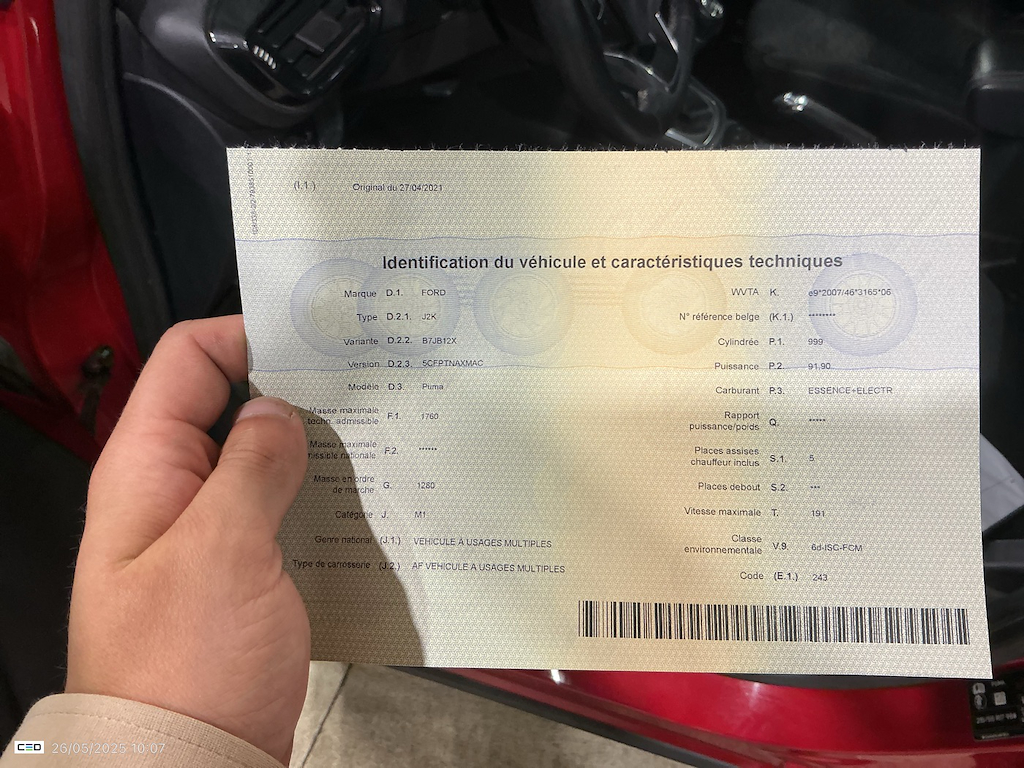 (I.1.) Original du 27/04/2021
Identification du véhicule et caractéristiques techniques
Marque D.1. FORD
Type D.2.1. J2K
Variante D.2.2. B7JB12X
Version D.2.3. 5CFPTNAXMAC
Modèle D.3. Puma
Masse maximale
techn. admissible F.1. 1760
Masse maximale
missible nationale F.2. ******
Masse en ordre
de marche G. 1280
Catégorie J. M1
Genre national (J.1.) VEHICULE A USAGES MULTIPLES
Type de carrosserie (J.2.) AF VEHICULE A USAGES MULTIPLES
WVTA K. e9*2007/46*3165*06
N° référence belge (K.1.) ********
Cylindrée P.1. 999
Puissance P.2. 91,90
Carburant P.3. ESSENCE+ELECTR
Rapport
puissance/poids Q. *****
Places assises
chauffeur inclus S.1. 5
Places debout S.2. ***
Vitesse maximale T. 191
Classe
environnementale V.9. 6d-ISC-FCM
Code (E.1.) 243
CEO 26/05/2025 10:07